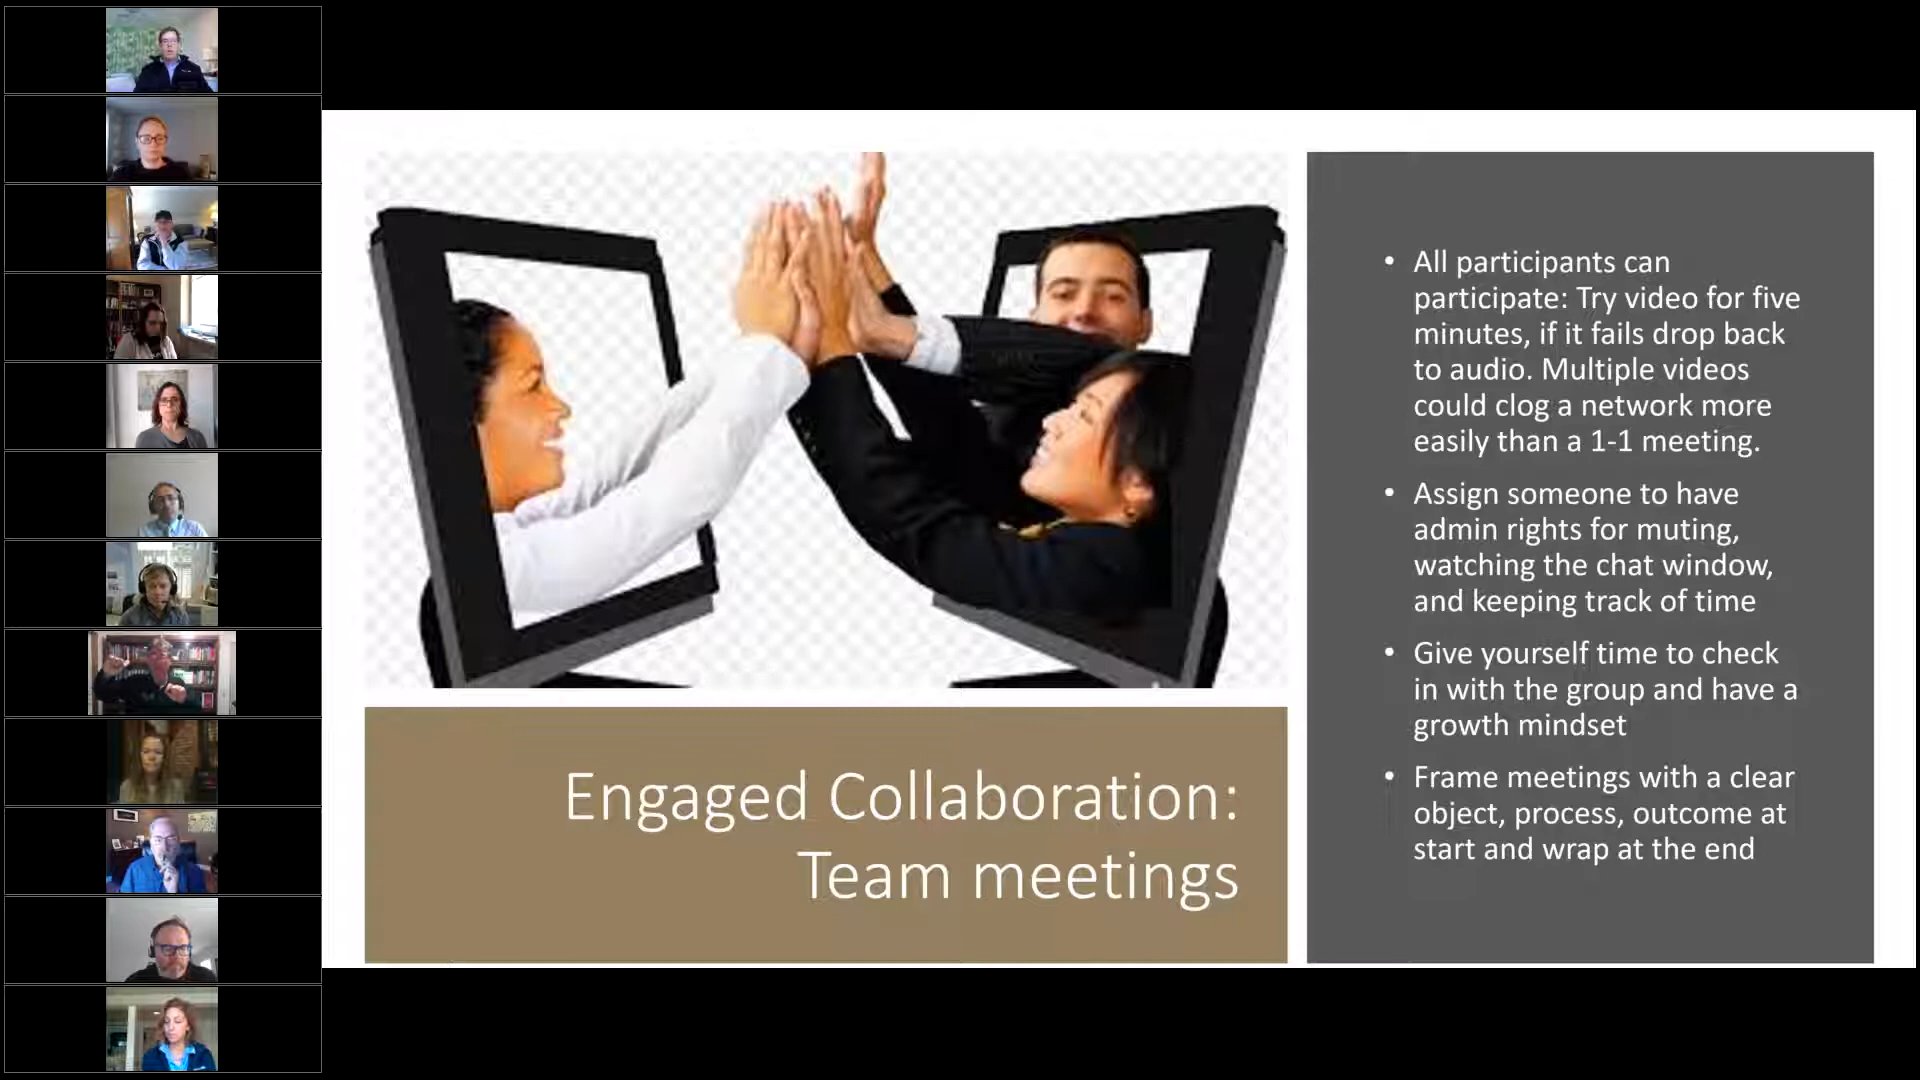 Engaged Collaboration:
Team meetings
• All participants can
participate: Try video for five
minutes, if it fails drop back
to audio. Multiple videos
could clog a network more
easily than a 1-1 meeting.
• Assign someone to have
admin rights for muting,
watching the chat window,
and keeping track of time
• Give yourself time to check
in with the group and have a
growth mindset
• Frame meetings with a clear
object, process, outcome at
start and wrap at the end